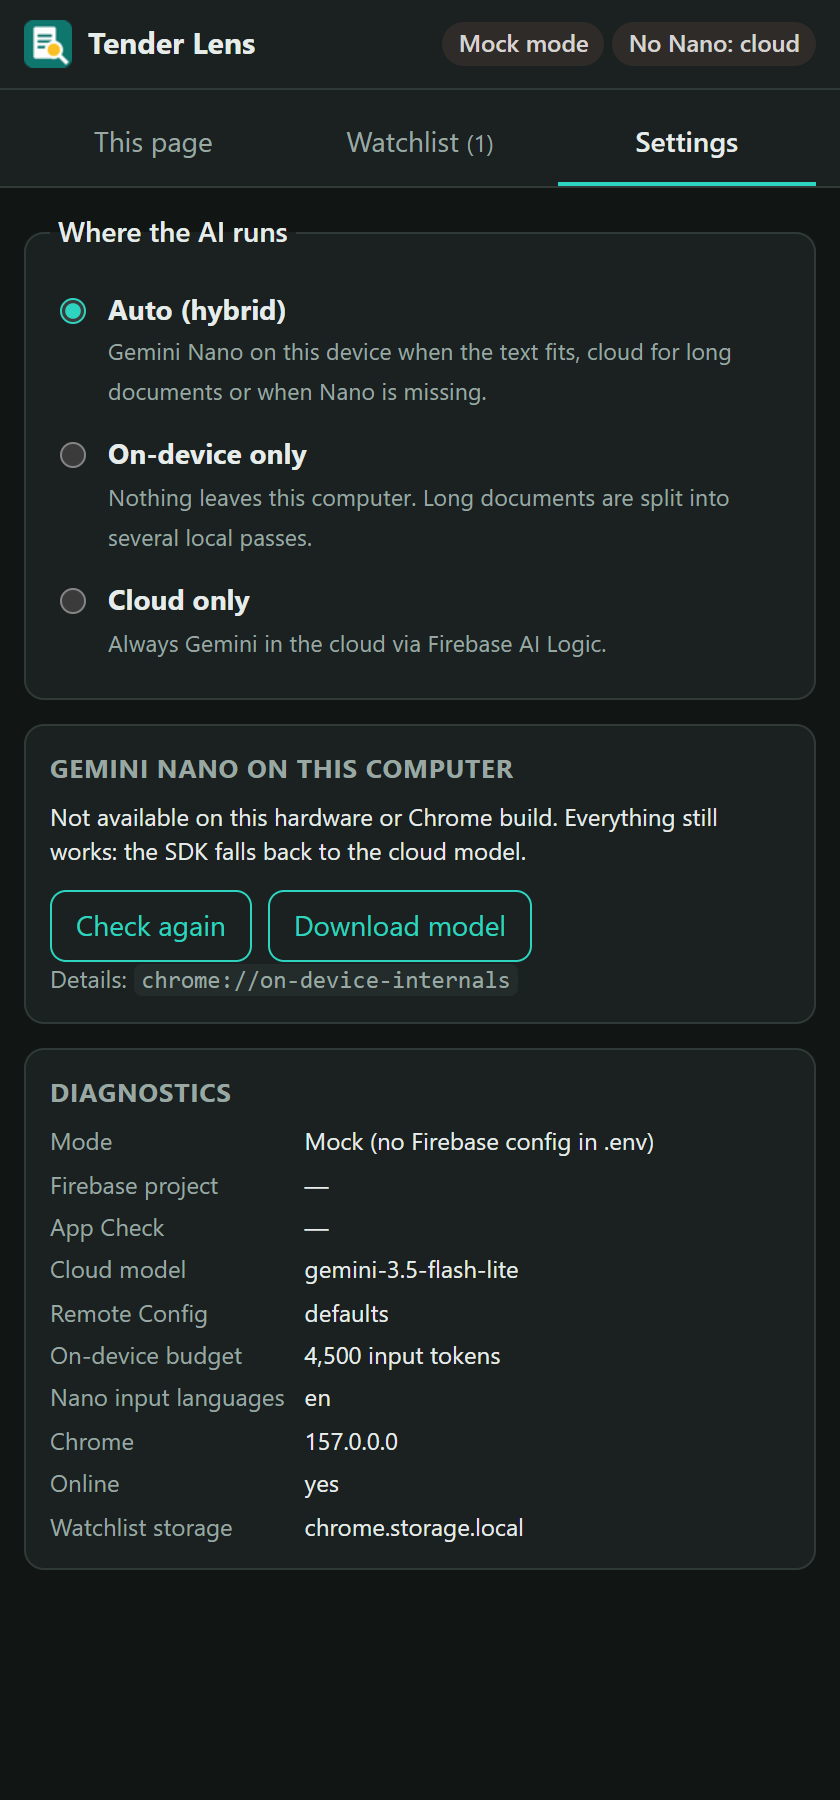 Tender Lens
Mock mode
No Nano: cloud
This page
Watchlist (1)
Settings
Where the AI runs
Auto (hybrid)
Gemini Nano on this device when the text fits, cloud for long
documents or when Nano is missing.
On-device only
Nothing leaves this computer. Long documents are split into
several local passes.
Cloud only
Always Gemini in the cloud via Firebase AI Logic.
GEMINI NANO ON THIS COMPUTER
Not available on this hardware or Chrome build. Everything still
works: the SDK falls back to the cloud model.
Check again
Download model
Details: chrome://on-device-internals
DIAGNOSTICS
Mode Mock (no Firebase config in .env)
Firebase project —
App Check —
Cloud model gemini-3.5-flash-lite
Remote Config defaults
On-device budget 4,500 input tokens
Nano input languages en
Chrome 157.0.0.0
Online yes
Watchlist storage chrome.storage.local